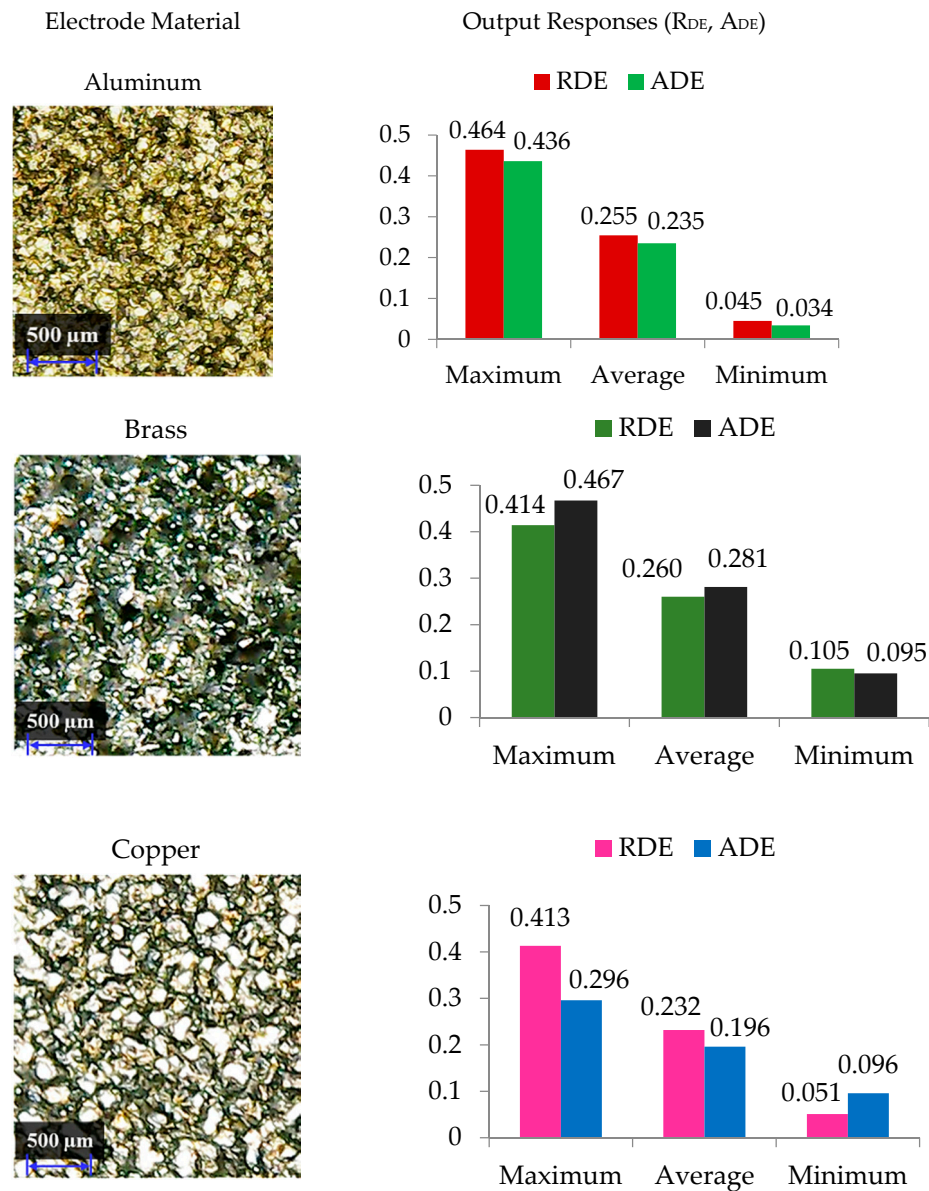 Electrode Material
Output Responses (RDE, ADE)
Aluminum
500 µm
RDE ADE
0.5
0.4
0.3
0.2
0.1
0
0.464
0.436
0.255
0.235
0.045
0.034
Maximum Average Minimum
Brass
500 µm
RDE ADE
0.5
0.4
0.3
0.2
0.1
0
0.414
0.467
0.260
0.281
0.105
0.095
Maximum Average Minimum
Copper
500 µm
RDE ADE
0.5
0.4
0.3
0.2
0.1
0
0.413
0.296
0.232
0.196
0.051
0.096
Maximum Average Minimum